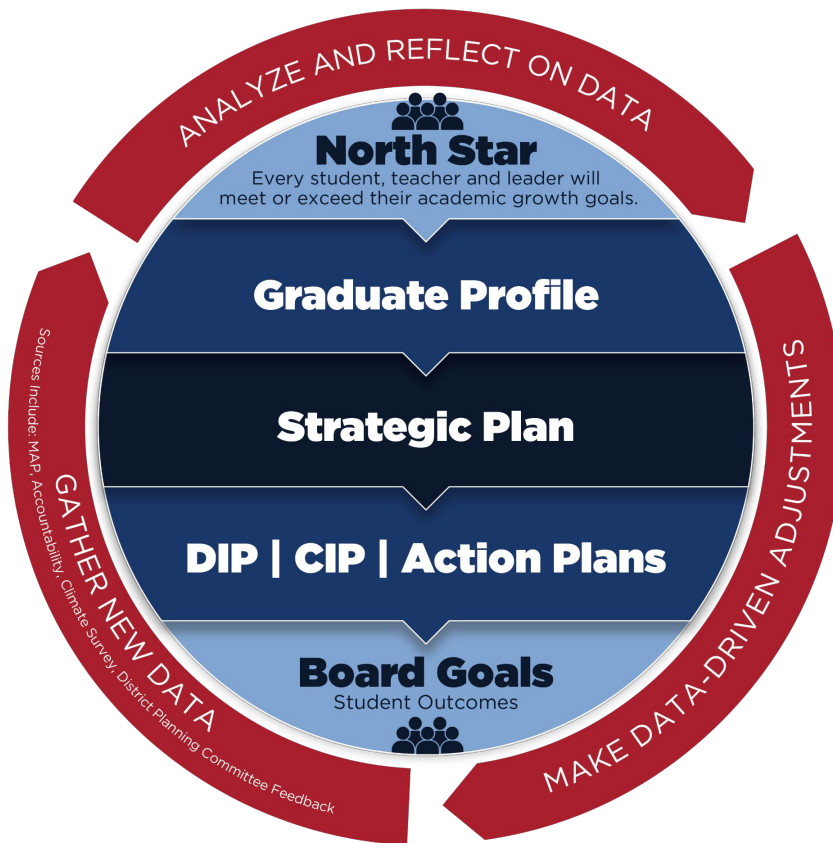 ANALYZE AND REFLECT ON DATA
North Star
Every student, teacher and leader will
meet or exceed their academic growth goals.
Graduate Profile
Strategic Plan
DIP | CIP | Action Plans
Board Goals
Student Outcomes
MAKE DATA-DRIVEN ADJUSTMENTS
GATHER NEW DATA
Sources Include: MAP, Accountability, Climate Survey, District Planning Committee Feedback